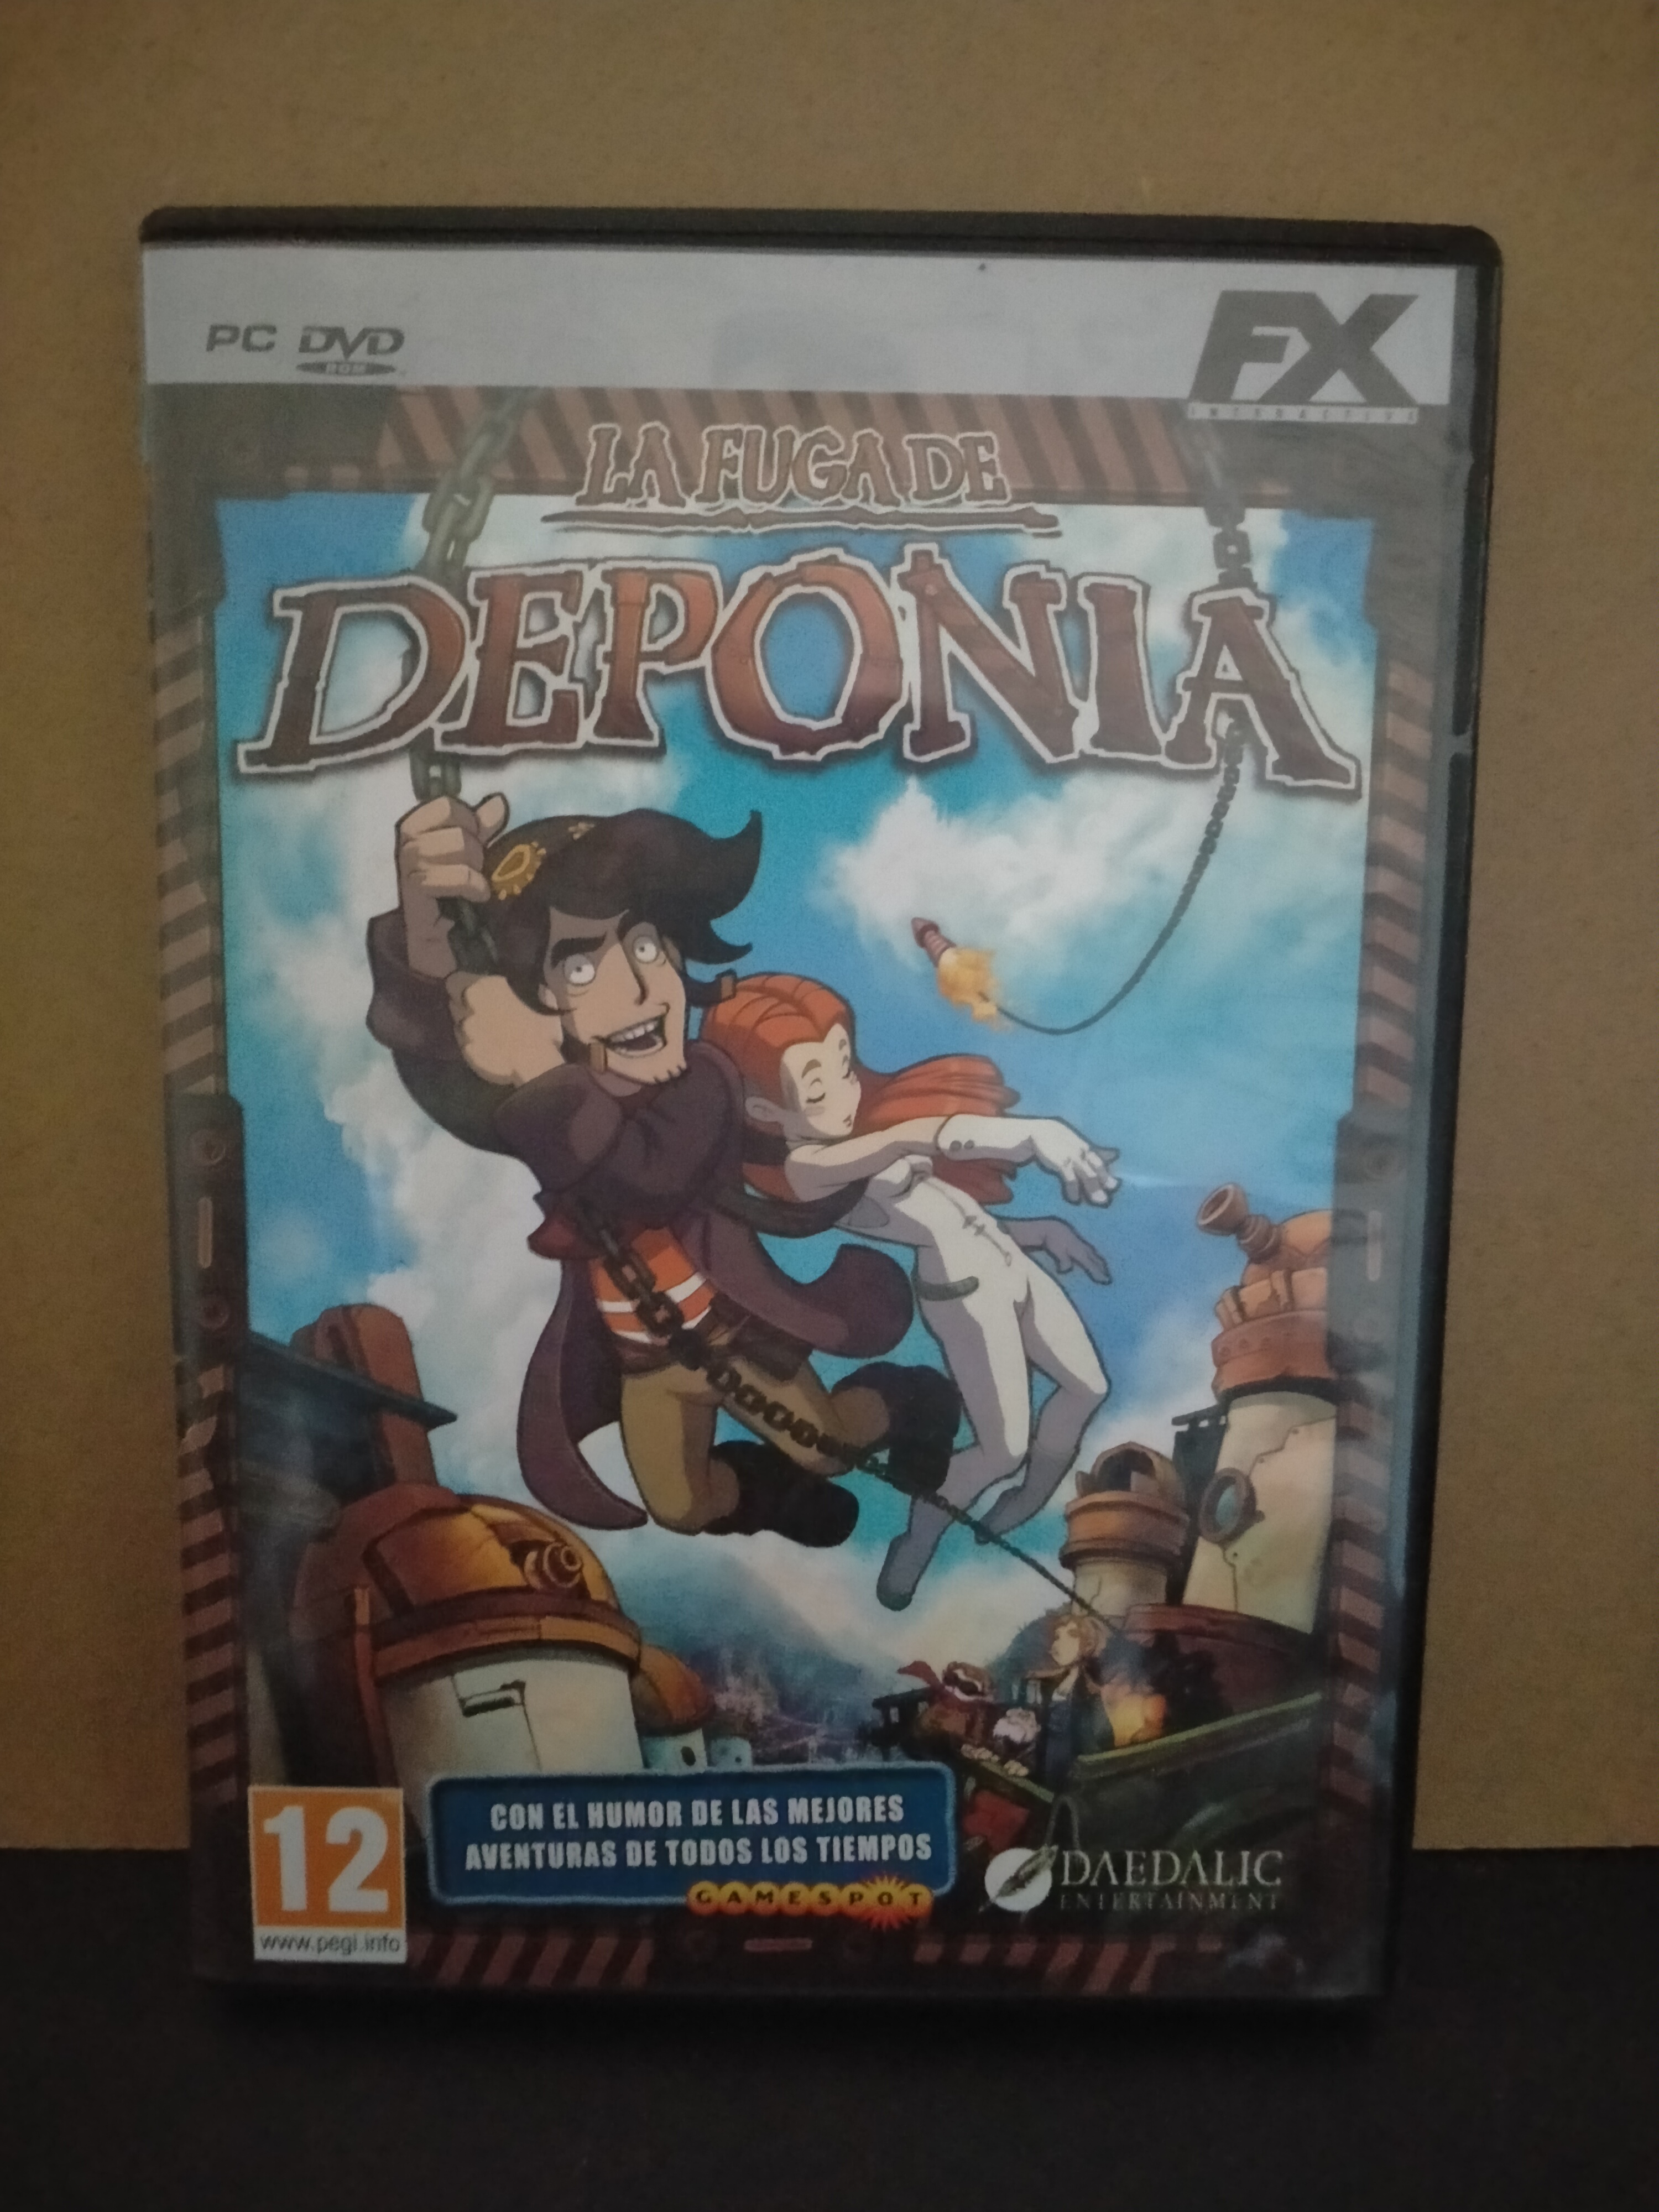 PC DVD
ROM
FX
INTERACTIVE
LA FUGA DE
DEPONIA
12
www.pegi.info
CON EL HUMOR DE LAS MEJORES
AVENTURAS DE TODOS LOS TIEMPOS
GAMESPOT
DAEDALIC
ENTERTAINMENT